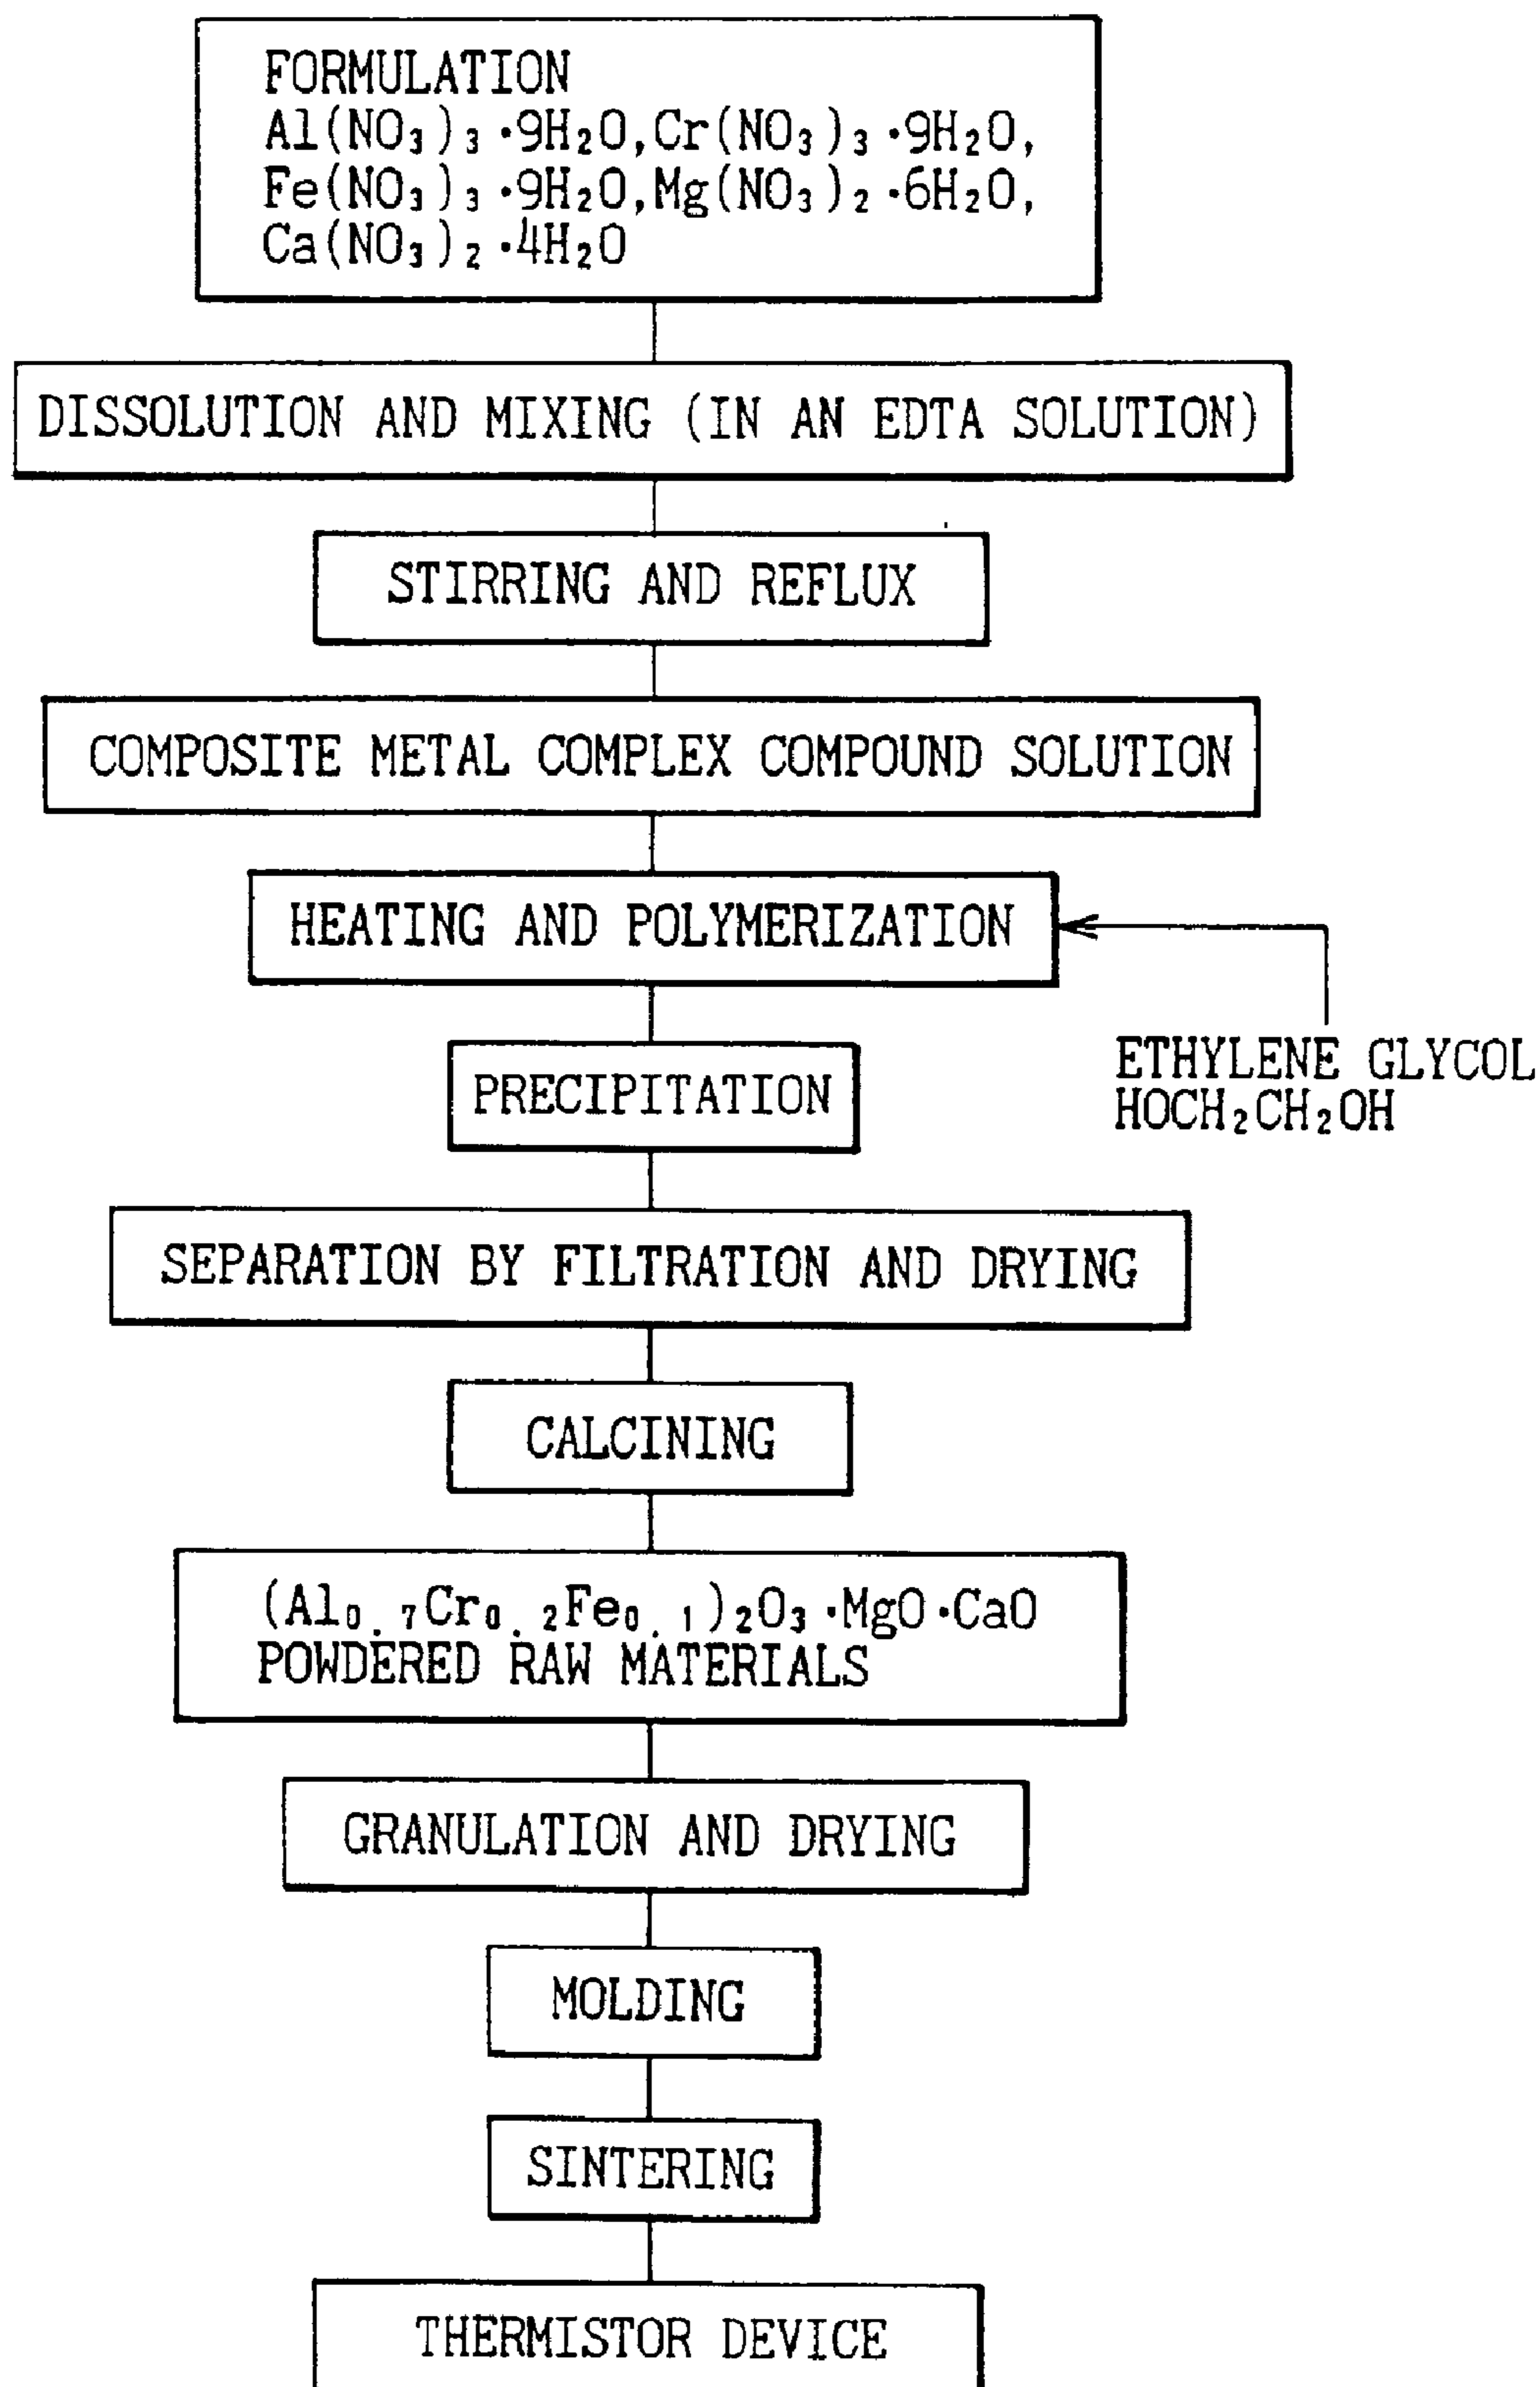 FORMULATION
Al(NO₃)₃·9H₂O,Cr(NO₃)₃·9H₂O,
Fe(NO₃)₃·9H₂O,Mg(NO₃)₂·6H₂O,
Ca(NO₃)₂·4H₂O
DISSOLUTION AND MIXING (IN AN EDTA SOLUTION)
STIRRING AND REFLUX
COMPOSITE METAL COMPLEX COMPOUND SOLUTION
HEATING AND POLYMERIZATION
ETHYLENE GLYCOL
HOCH₂CH₂OH
PRECIPITATION
SEPARATION BY FILTRATION AND DRYING
CALCINING
(Al₀.₇Cr₀.₂Fe₀.₁)₂O₃·MgO·CaO
POWDERED RAW MATERIALS
GRANULATION AND DRYING
MOLDING
SINTERING
THERMISTOR DEVICE